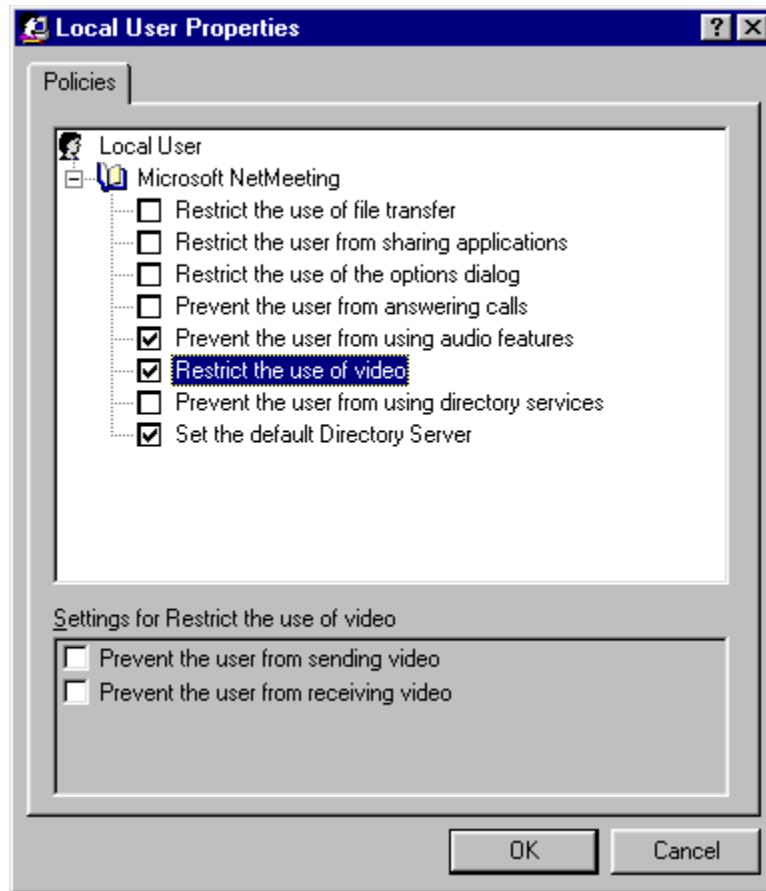 Local User Properties
Policies
Local User
Microsoft NetMeeting
Restrict the use of file transfer
Restrict the user from sharing applications
Restrict the use of the options dialog
Prevent the user from answering calls
Prevent the user from using audio features
Restrict the use of video
Prevent the user from using directory services
Set the default Directory Server
Settings for Restrict the use of video
Prevent the user from sending video
Prevent the user from receiving video
OK Cancel